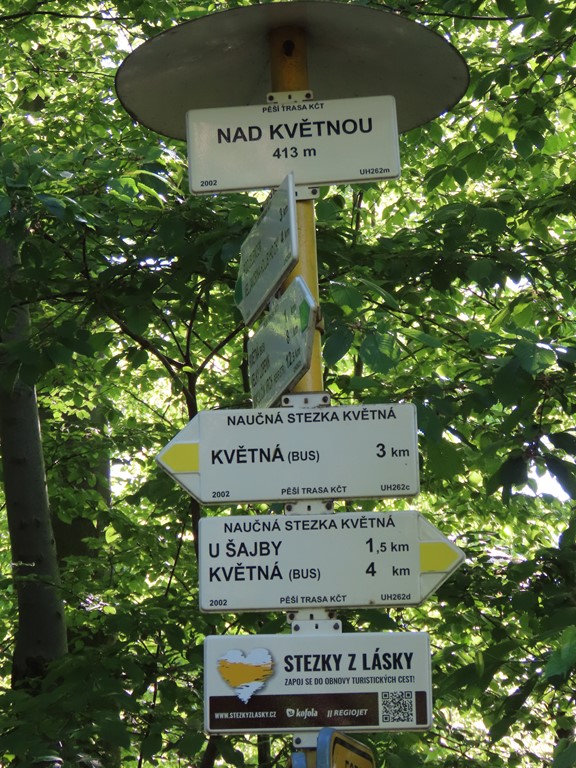 PĚŠÍ TRASA KČT
NAD KVĚTNOU
413 m
2002 UH262m
NAUČNÁ STEZKA KVĚTNÁ
KVĚTNÁ (BUS) 3 KM
2002 PĚŠÍ TRASA KČT UH262c
NAUČNÁ STEZKA KVĚTNÁ
U ŠAJBY 1,5 km
KVĚTNÁ (BUS) 4 KM
2002 PĚŠÍ TRASA KČT UH262d
STEZKY Z LÁSKY
ZAPOJ SE DO OBNOVY TURISTICKÝCH CEST!
WWW.STEZKYZLASKY.CZ kofola // REGIOJET